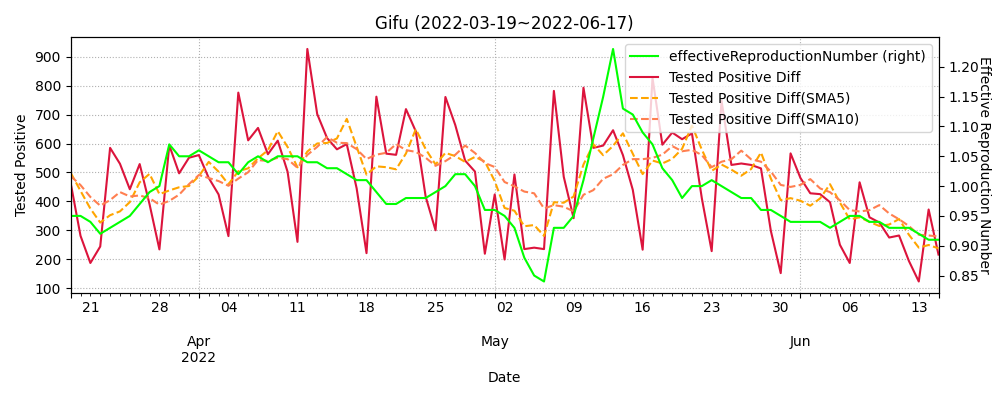 Gifu (2022-03-19~2022-06-17)
effectiveReproductionNumber (right)
Tested Positive Diff
Tested Positive Diff(SMA5)
Tested Positive Diff(SMA10)
Tested Positive
900
800
700
600
500
400
300
200
100
Effective Reproduction Number
1.20
1.15
1.10
1.05
1.00
0.95
0.90
0.85
21 28 04 11 18 25 02 09 16 23 30 06 13
Apr May Jun
2022
Date